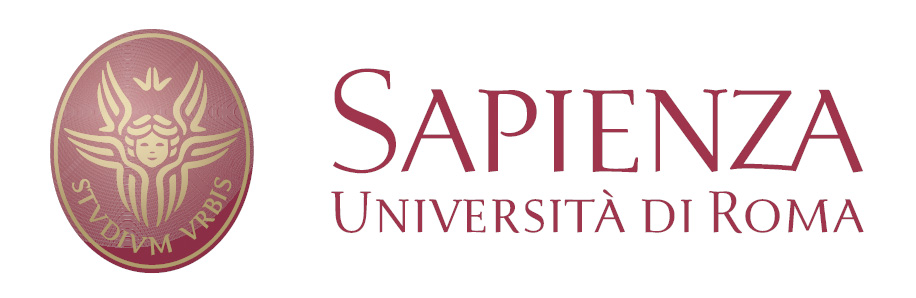 STVDIVM VRBIS
SAPIENZA
UNIVERSITÀ DI ROMA